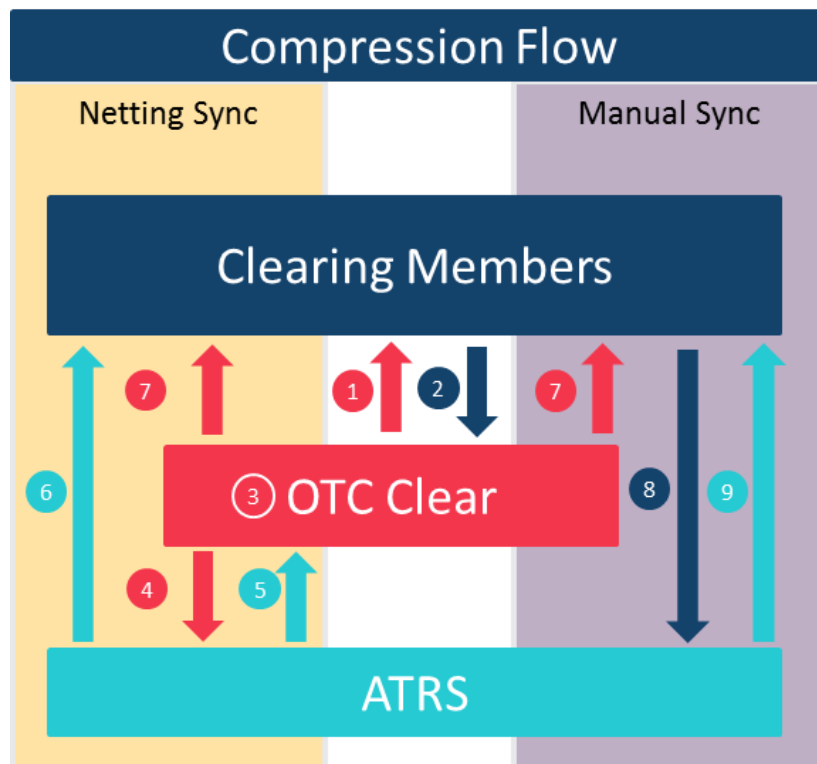 Compression Flow
Netting Sync
Manual Sync
Clearing Members
7
1
2
7
6
3 OTC Clear
8
9
4
5
ATRS